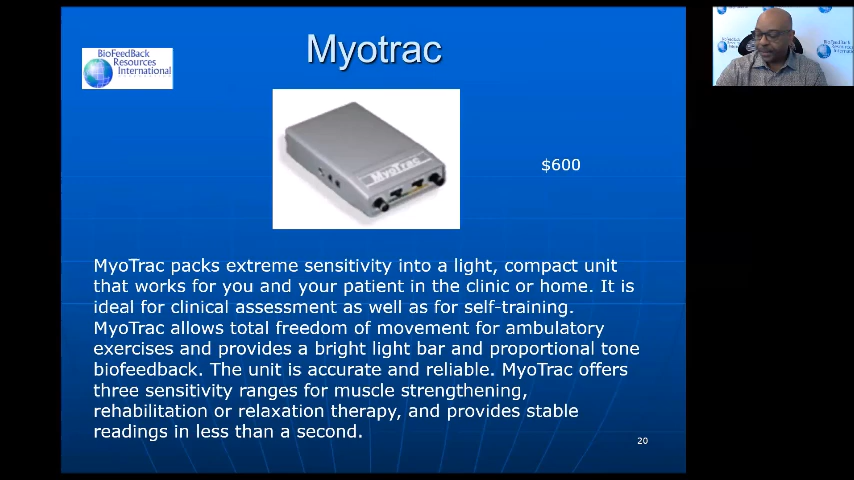 Myotrac
BioFeedBack
Resources
International
MyoTrac
$600
MyoTrac packs extreme sensitivity into a light, compact unit
that works for you and your patient in the clinic or home. It is
ideal for clinical assessment as well as for self-training.
MyoTrac allows total freedom of movement for ambulatory
exercises and provides a bright light bar and proportional tone
biofeedback. The unit is accurate and reliable. MyoTrac offers
three sensitivity ranges for muscle strengthening,
rehabilitation or relaxation therapy, and provides stable
readings in less than a second.
20